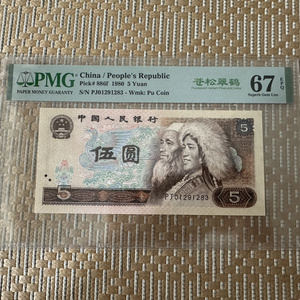 PMG
PAPER MONEY GUARANTY
China / People's Republic
Pick# 886f 1980 5 Yuan
S/N PJ01291283 - Wmk: Pu Coin
苍松翠鹤
67 EPQ
Superb Gem Unc
中国人民银行
5
伍圆
5
PJ01291283
5